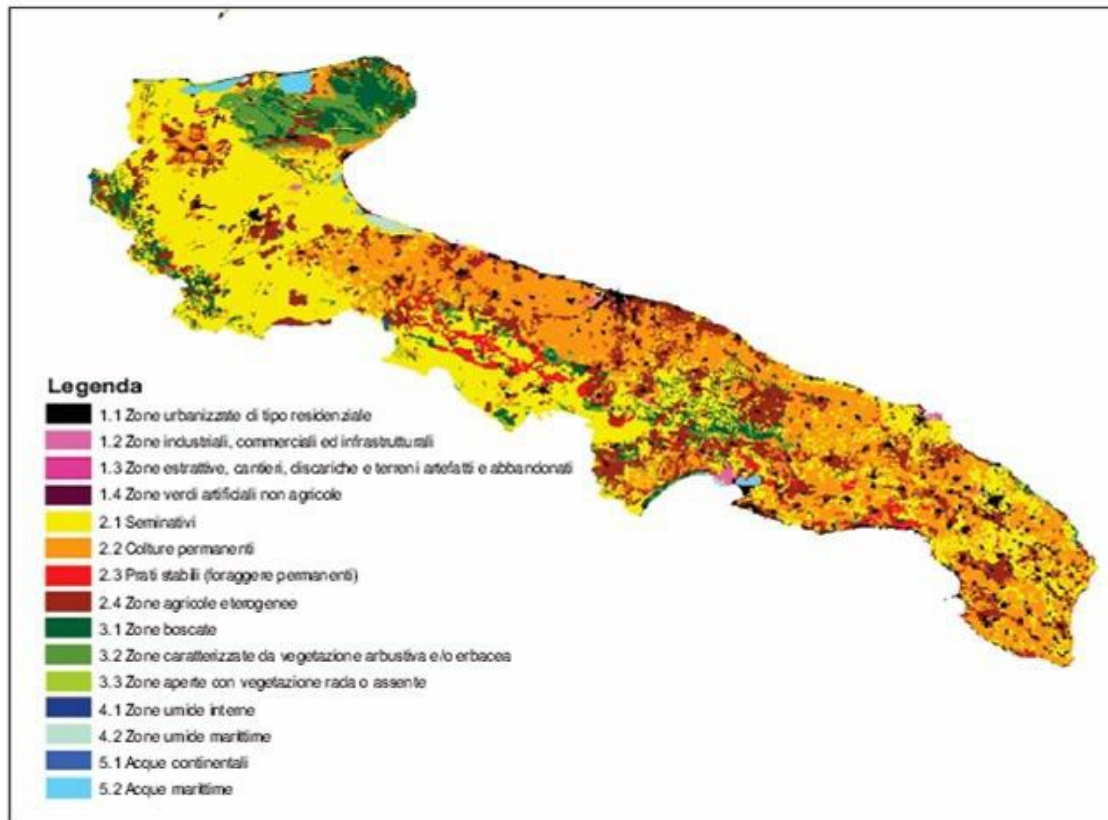 Legenda
1.1 Zone urbanizzate di tipo residenziale
1.2 Zone industriali, commerciali ed infrastrutturali
1.3 Zone estrattive, cantieri, discariche e terreni artefatti e abbandonati
1.4 Zone verdi artificiali non agricole
2.1 Seminativi
2.2 Colture permanenti
2.3 Prati stabili (foraggere permanenti)
2.4 Zone agricole eterogenee
3.1 Zone boscate
3.2 Zone caratterizzate da vegetazione arbustiva e/o erbacea
3.3 Zone aperte con vegetazione rada o assente
4.1 Zone umide interne
4.2 Zone umide marittime
5.1 Acque continentali
5.2 Acque marittime